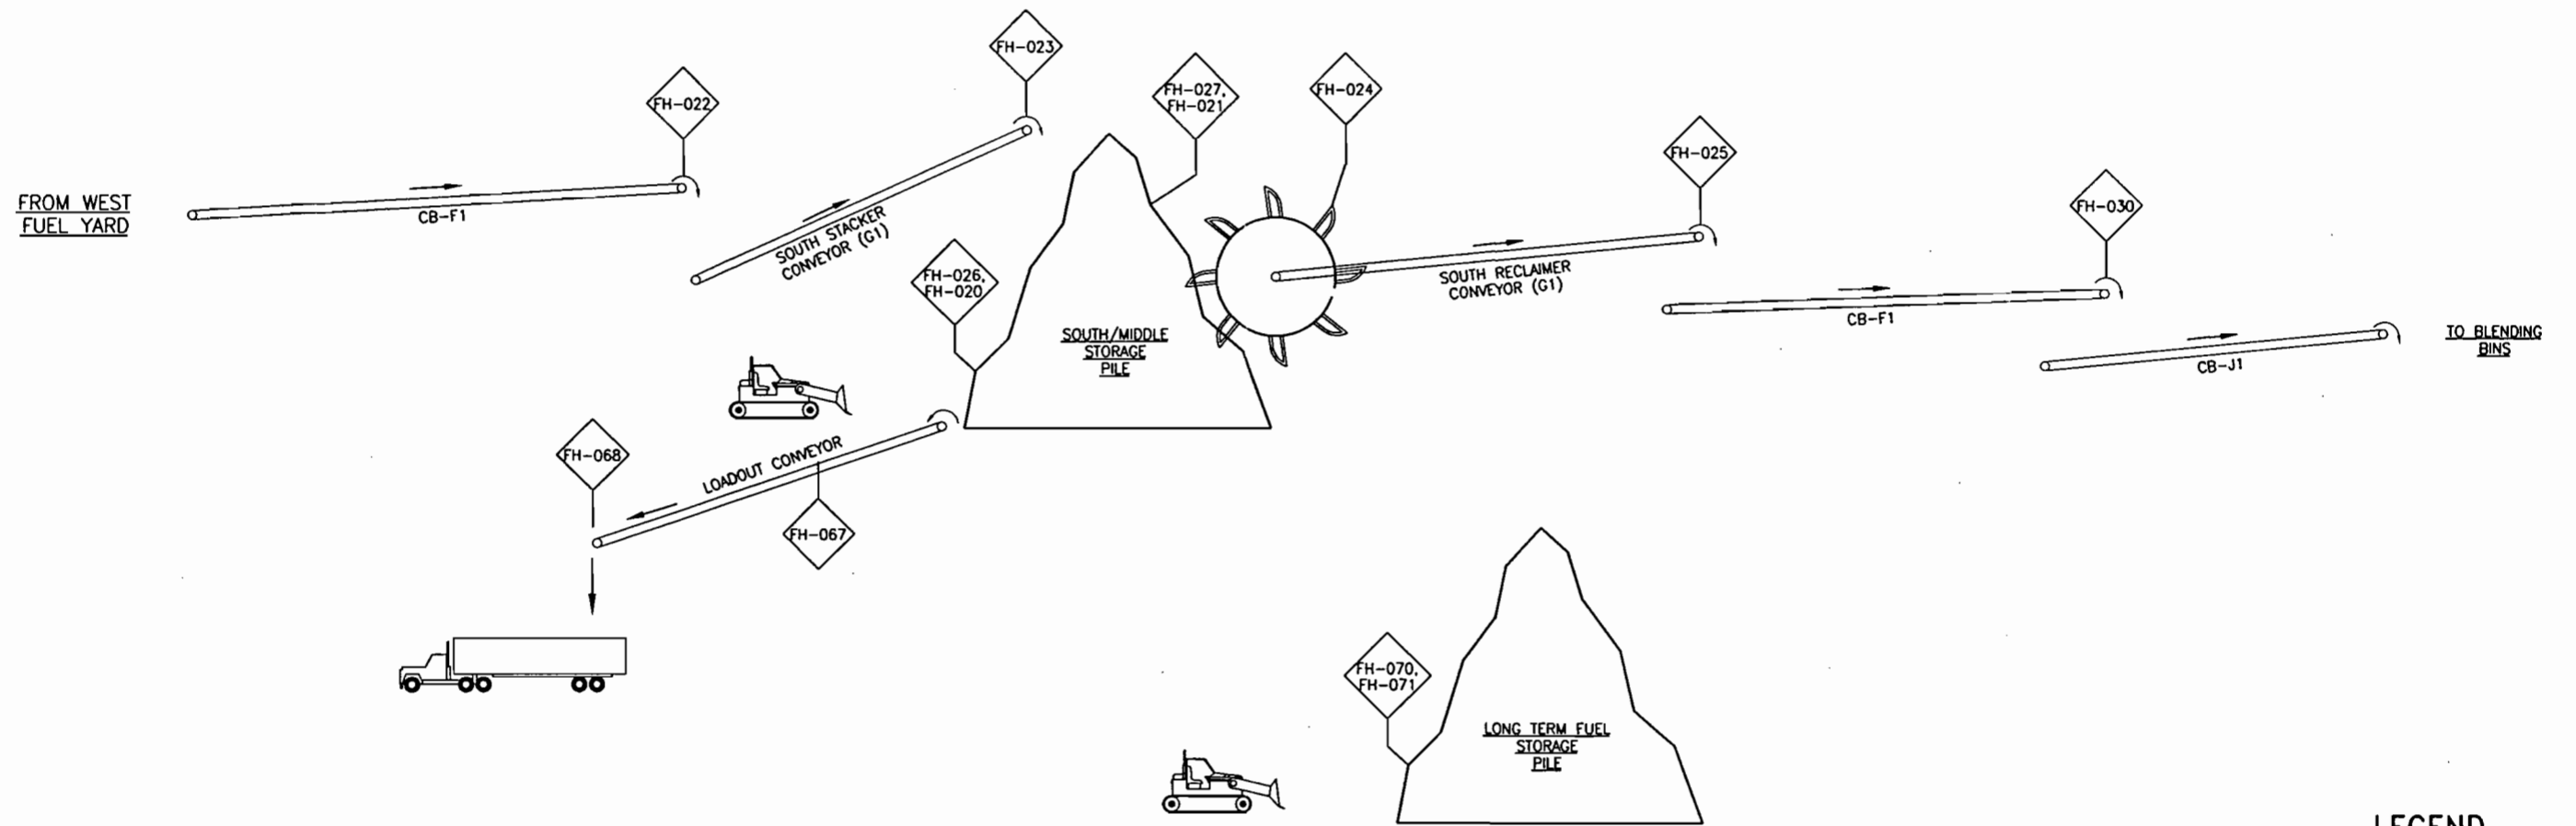 FH-023
FH-022
FH-027,
FH-021
FH-024
FH-025
FH-030
FROM WEST
FUEL YARD
CB-F1
SOUTH STACKER
CONVEYOR (G1)
FH-026,
FH-020
SOUTH RECLAIMER
CONVEYOR (G1)
CB-F1
SOUTH/MIDDLE
STORAGE
PILE
CB-J1
TO BLENDING
BINS
FH-068
LOADOUT CONVEYOR
FH-067
FH-070,
FH-071
LONG TERM FUEL
STORAGE
PILE
LEGEND